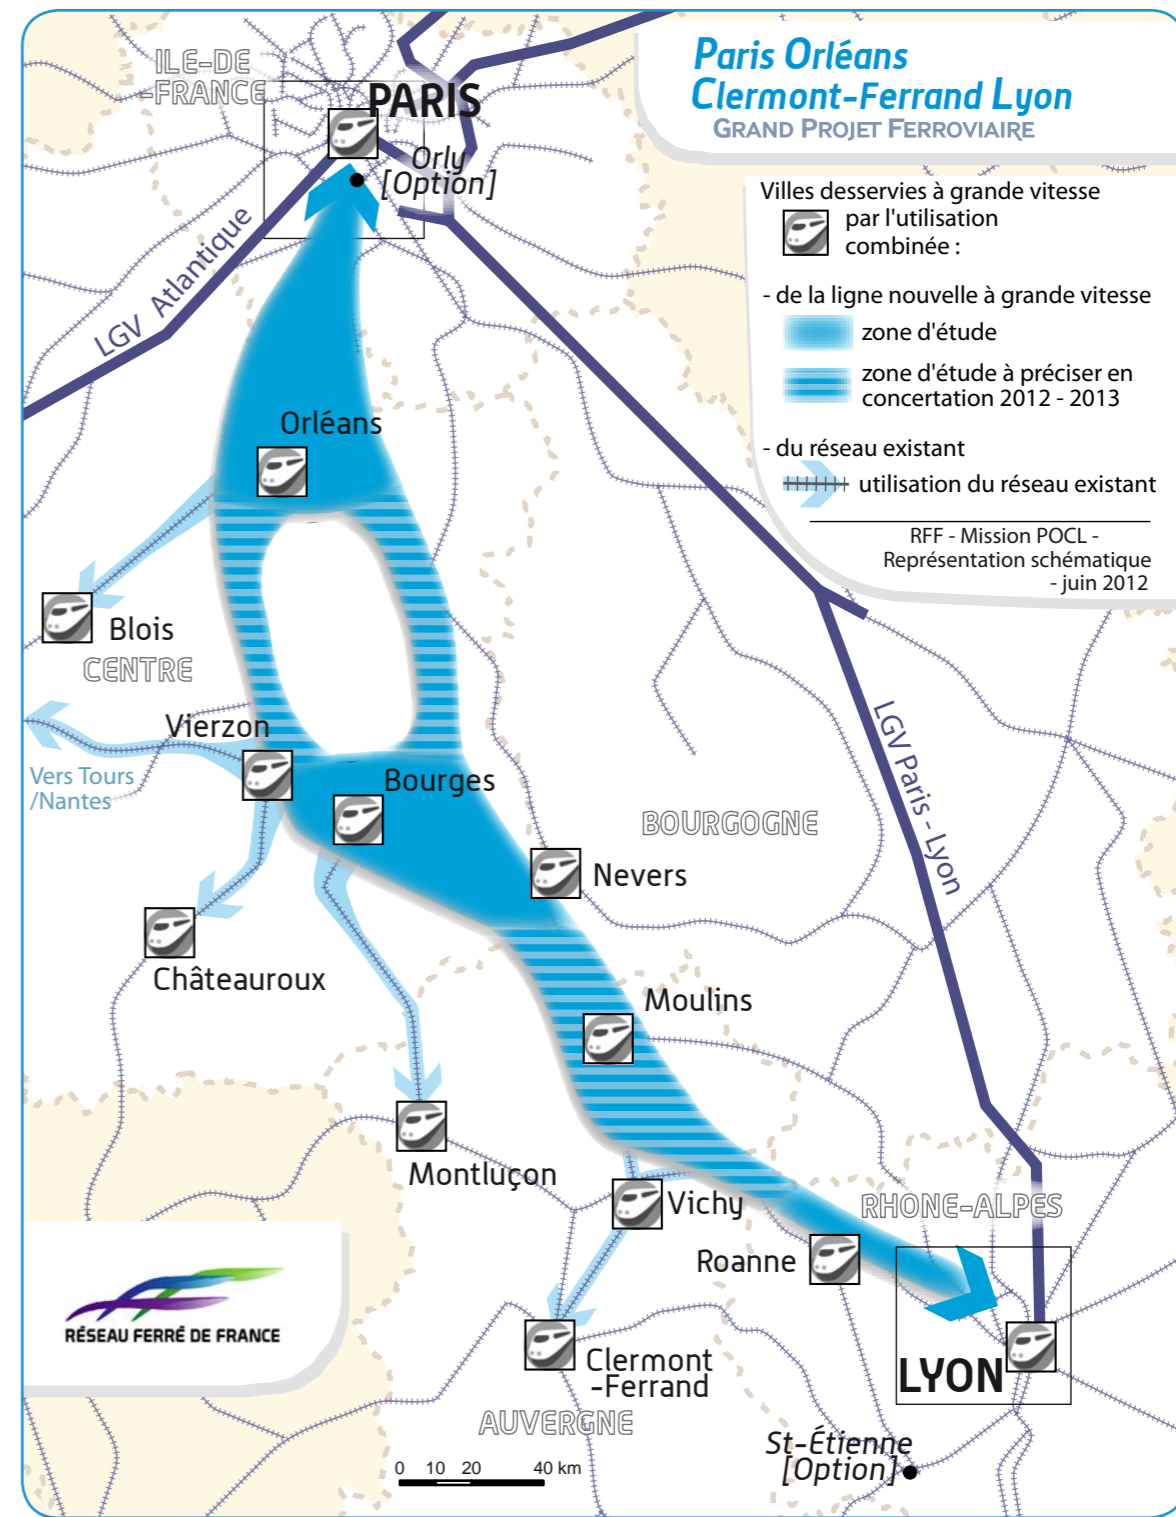 Paris Orléans
Clermont-Ferrand Lyon
GRAND PROJET FERROVIAIRE
ILE-DE
-FRANCE
PARIS
Orly
[Option]
Villes desservies à grande vitesse
par l'utilisation
combinée :
- de la ligne nouvelle à grande vitesse
zone d'étude
zone d'étude à préciser en
concertation 2012 - 2013
- du réseau existant
utilisation du réseau existant
RFF - Mission POCL -
Représentation schématique
- juin 2012
LGV Atlantique
Orléans
Blois
CENTRE
Vierzon
Vers Tours
/Nantes
Bourges
LGV Paris - Lyon
BOURGOGNE
Nevers
Châteauroux
Moulins
Montluçon
Vichy
RHONE-ALPES
Roanne
RÉSEAU FERRÉ DE FRANCE
Clermont
-Ferrand
LYON
AUVERGNE
St-Étienne
[Option]
0 10 20 40 km